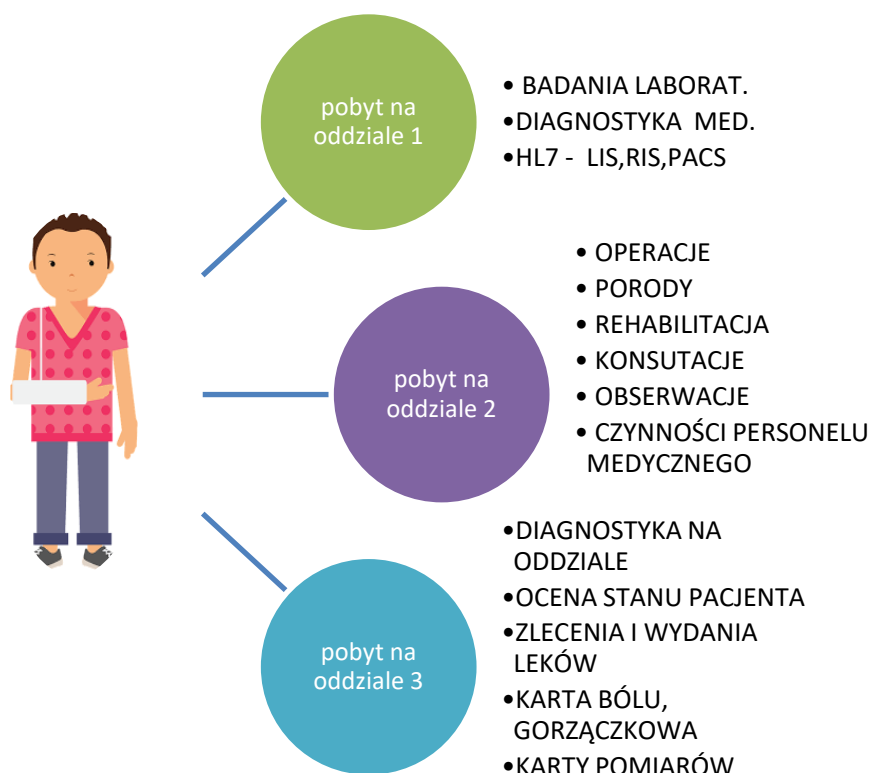 pobyt na
oddziale 1
• BADANIA LABORAT.
•DIAGNOSTYKA MED.
•HL7 - LIS,RIS,PACS
pobyt na
oddziale 2
• OPERACJE
• PORODY
• REHABILITACJA
• KONSUTACJE
• OBSERWACJE
• CZYNNOŚCI PERSONELU
MEDYCZNEGO
pobyt na
oddziale 3
•DIAGNOSTYKA NA
ODDZIALE
•OCENA STANU PACJENTA
•ZLECENIA I WYDANIA
LEKÓW
•KARTA BÓLU,
GORZĄCZKOWA
•KARTY POMIARÓW